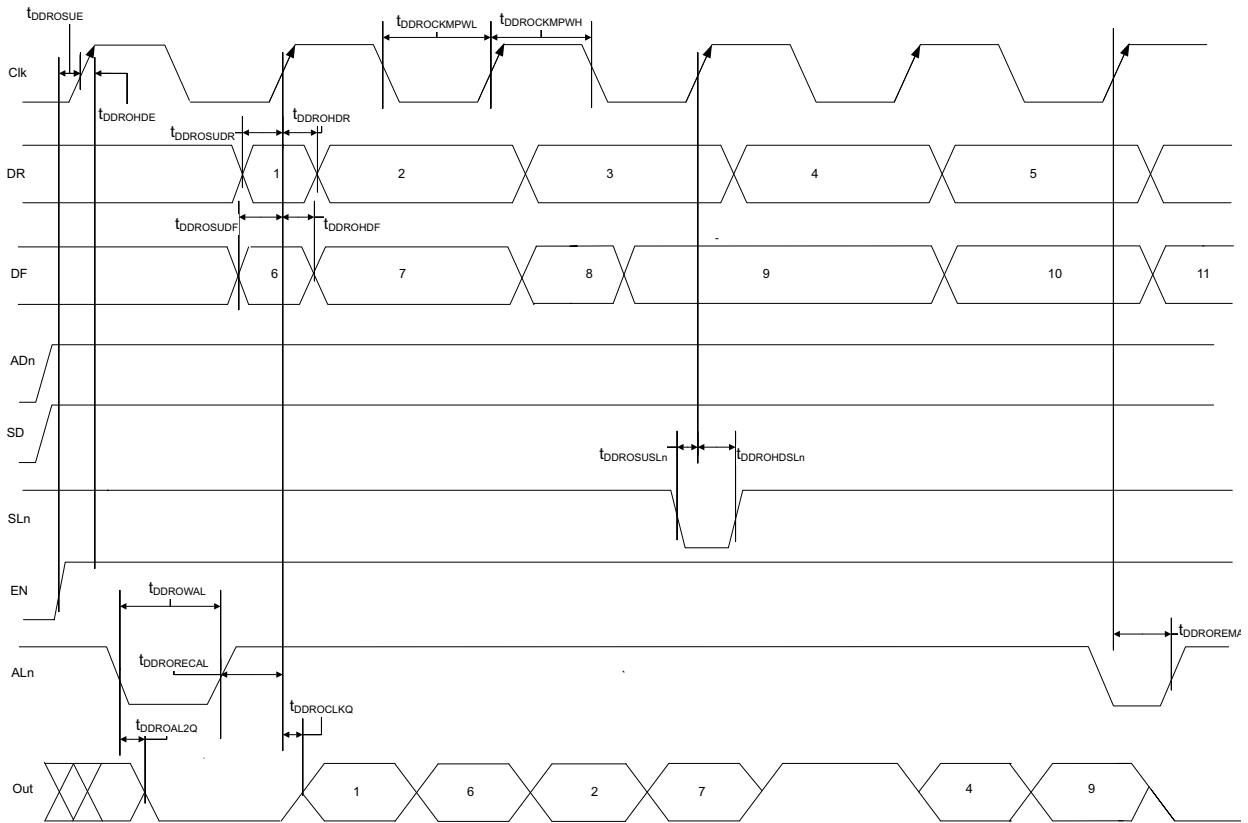 tDDROSUE
tDDROCKMPWL
tDDROCKMPWH
Clk
tDDROHDE
tDDROSUDR
tDDROHDR
DR
1
2
3
4
5
tDDROSUDF
tDDROHDF
DF
6
7
8
9
10
11
ADn
SD
tDDROSUSLn
tDDROHDSLn
SLn
EN
tDDROWAL
tDDRORECAL
tDDROREMA
ALn
tDDROCLKQ
tDDROAL2Q
Out
1
6
2
7
4
9